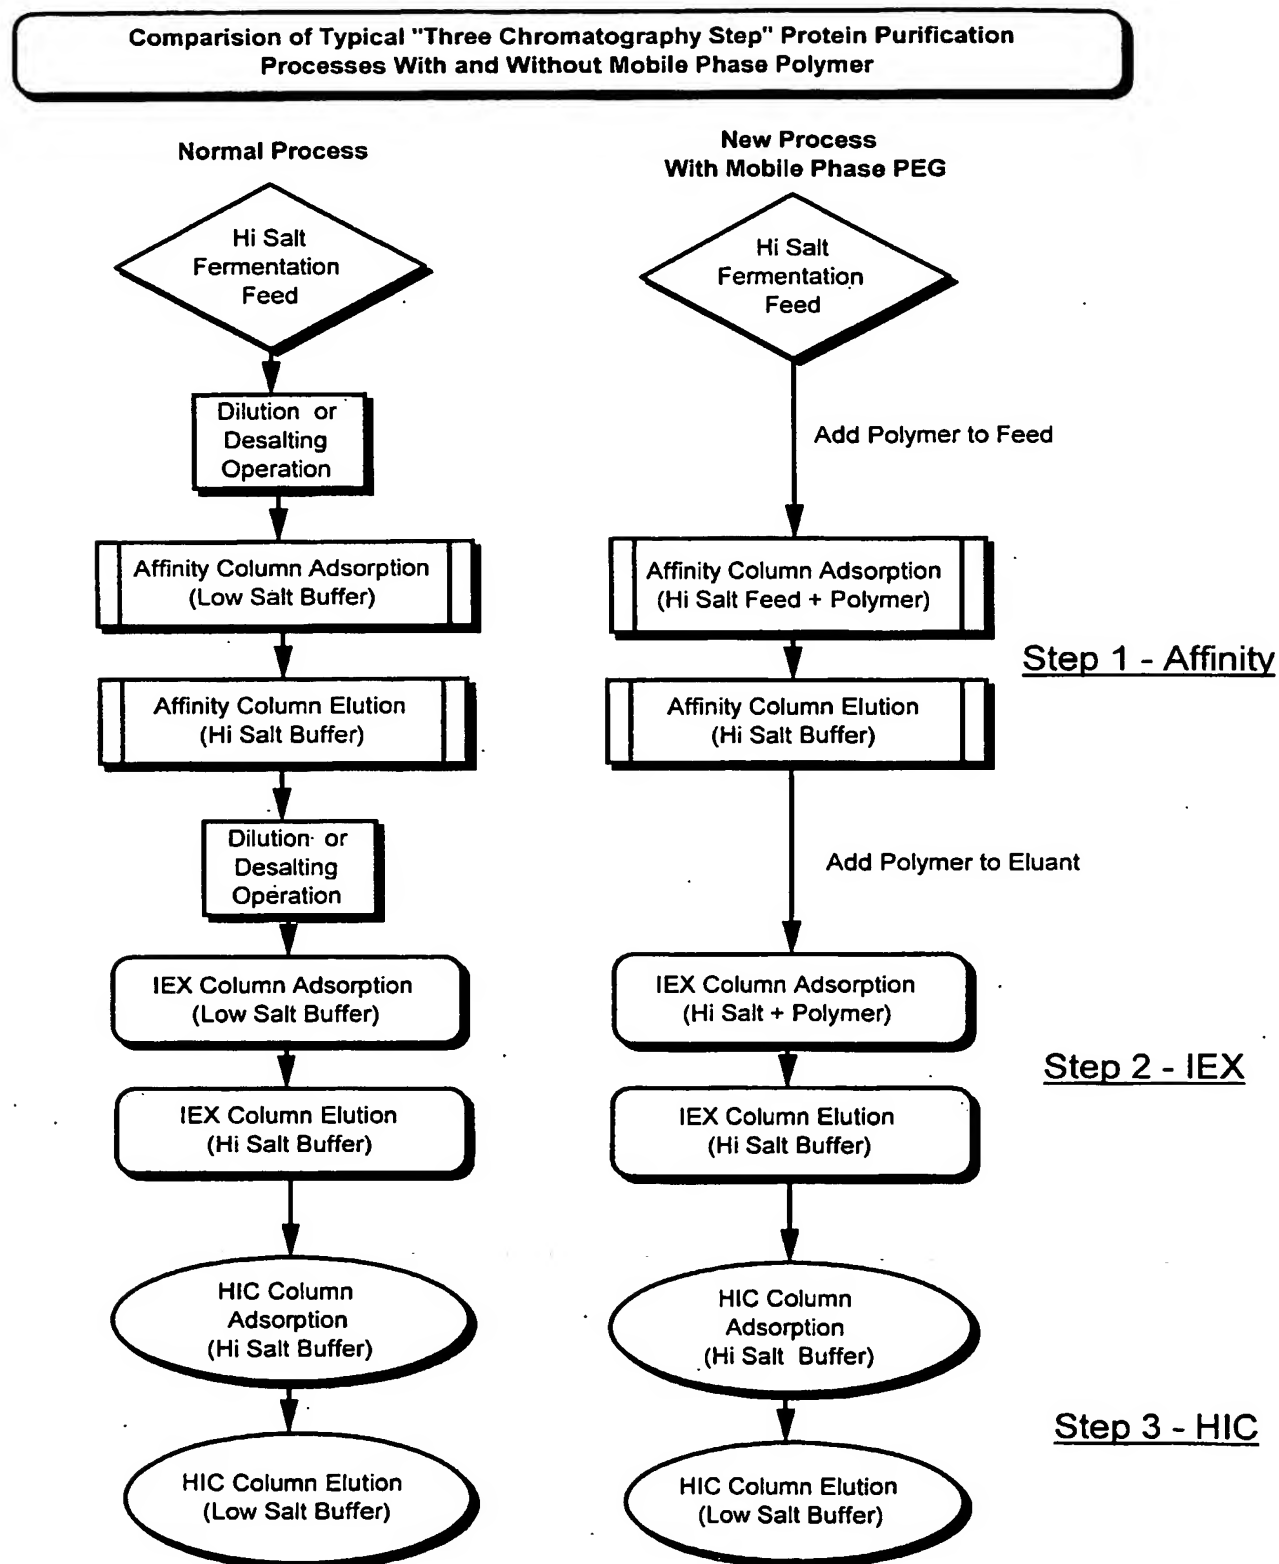 Comparision of Typical "Three Chromatography Step" Protein Purification
Processes With and Without Mobile Phase Polymer
Normal Process
Hi Salt
Fermentation
Feed
Dilution or
Desalting
Operation
Affinity Column Adsorption
(Low Salt Buffer)
Affinity Column Elution
(Hi Salt Buffer)
Dilution or
Desalting
Operation
IEX Column Adsorption
(Low Salt Buffer)
IEX Column Elution
(Hi Salt Buffer)
HIC Column
Adsorption
(Hi Salt Buffer)
HIC Column Elution
(Low Salt Buffer)
New Process
With Mobile Phase PEG
Hi Salt
Fermentation
Feed
Add Polymer to Feed
Affinity Column Adsorption
(Hi Salt Feed + Polymer)
Affinity Column Elution
(Hi Salt Buffer)
Add Polymer to Eluant
IEX Column Adsorption
(Hi Salt + Polymer)
IEX Column Elution
(Hi Salt Buffer)
HIC Column
Adsorption
(Hi Salt Buffer)
HIC Column Elution
(Low Salt Buffer)
Step 1 - Affinity
Step 2 - IEX
Step 3 - HIC